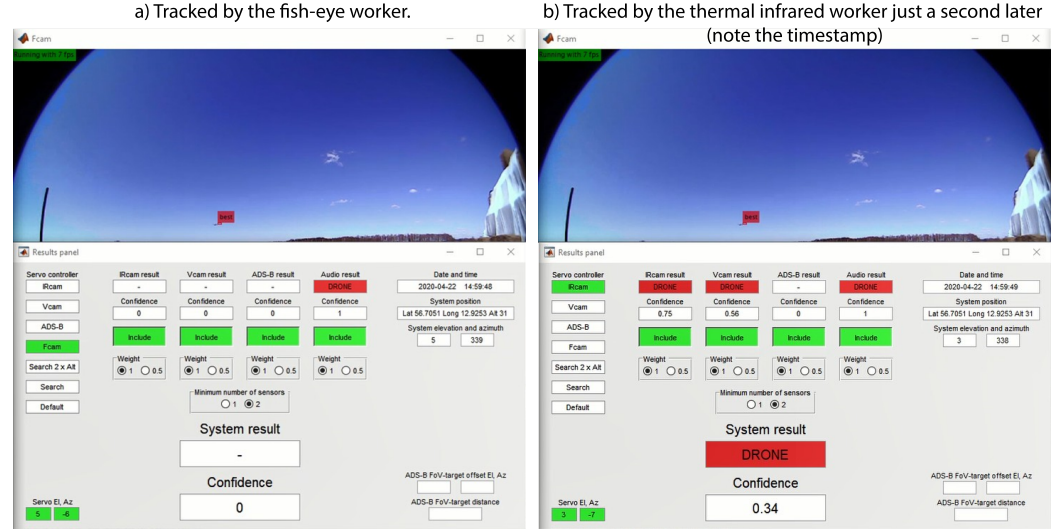 a) Tracked by the fish-eye worker.
Fcam
Running with 7 fps
best
Results panel
Servo controller
IRcam
Vcam
ADS-B
Fcam
Search 2 x Alt
Search
Default
Servo El, Az
5 -6
IRcam result Vcam result ADS-B result Audio result
- - - DRONE
Confidence Confidence Confidence Confidence
0 0 0 1
Include Include Include Include
Weight Weight Weight Weight
1 0.5 1 0.5 1 0.5 1 0.5
Minimum number of sensors
1 2
System result
-
Confidence
0
Date and time
2020-04-22 14:59:48
System position
Lat 56.7051 Long 12.9253 Alt 31
System elevation and azimuth
5 339
ADS-B FoV-target offset El, Az
ADS-B FoV-target distance
b) Tracked by the thermal infrared worker just a second later
(note the timestamp)
Fcam
Running with 7 fps
best
Results panel
Servo controller
IRcam
Vcam
ADS-B
Fcam
Search 2 x Alt
Search
Default
Servo El, Az
3 -7
IRcam result Vcam result ADS-B result Audio result
DRONE DRONE - DRONE
Confidence Confidence Confidence Confidence
0.75 0.56 0 1
Include Include Include Include
Weight Weight Weight Weight
1 0.5 1 0.5 1 0.5 1 0.5
Minimum number of sensors
1 2
System result
DRONE
Confidence
0.34
Date and time
2020-04-22 14:59:49
System position
Lat 56.7051 Long 12.9253 Alt 31
System elevation and azimuth
3 338
ADS-B FoV-target offset El, Az
ADS-B FoV-target distance